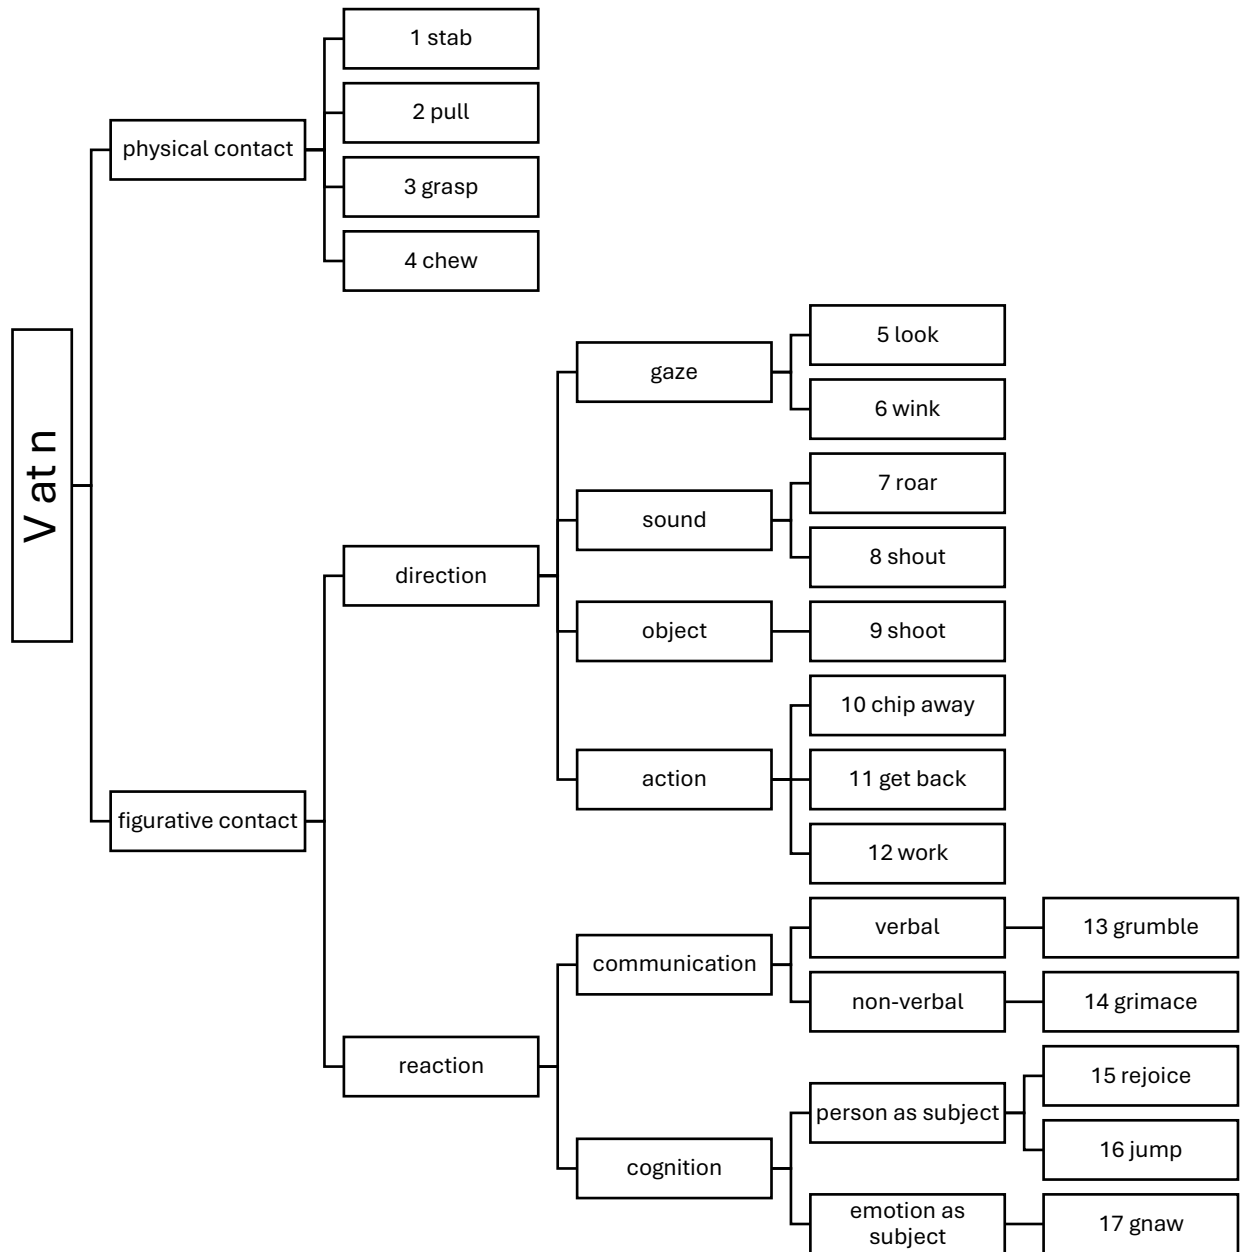 V at n
physical contact
1 stab
2 pull
3 grasp
4 chew
figurative contact
direction
gaze
5 look
6 wink
sound
7 roar
8 shout
object
9 shoot
action
10 chip away
11 get back
12 work
reaction
communication
verbal
13 grumble
non-verbal
14 grimace
cognition
person as subject
15 rejoice
16 jump
emotion as
subject
17 gnaw